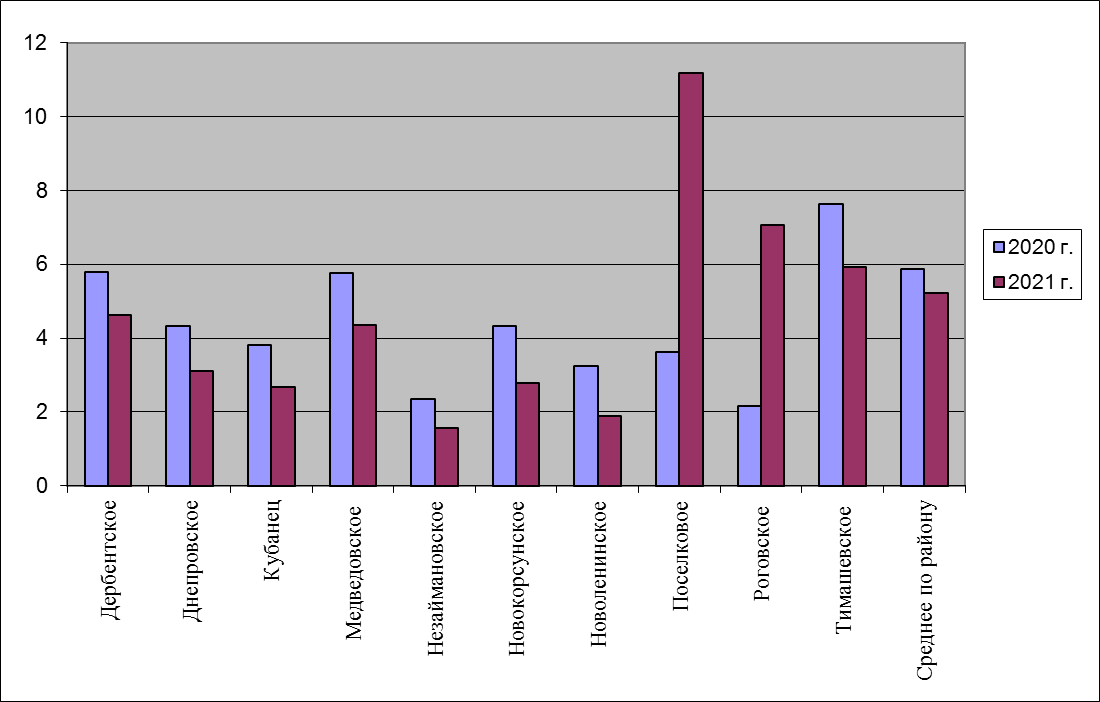 12
10
8
6
4
2
0
Дербентское
Днепровское
Кубанец
Медведовское
Незаймановское
Новокорсунское
Новоленинское
Поселковое
Роговское
Тимашевское
Среднее по району
2020 г.
2021 г.